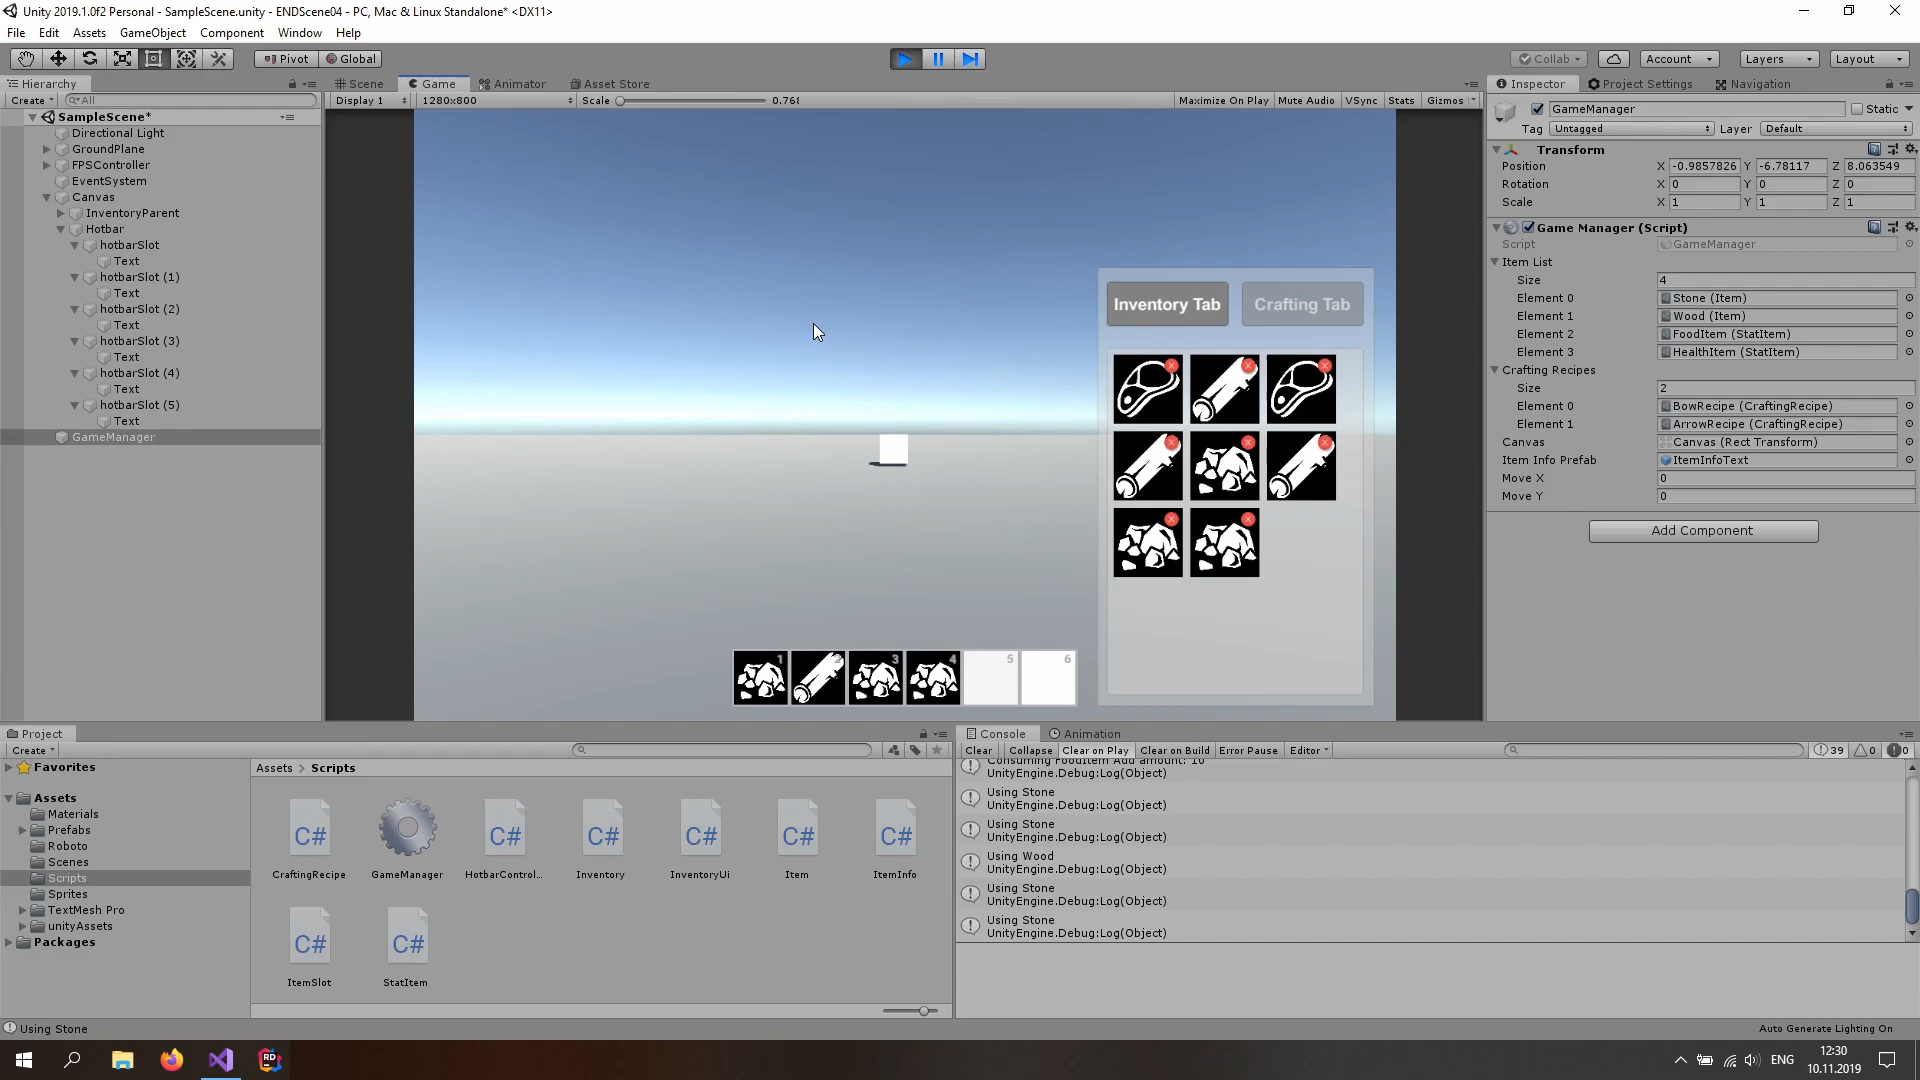 Unity 2019.1.0f2 Personal - SampleScene.unity - ENDScene04 - PC, Mac & Linux Standalone* <DX11>
File Edit Assets GameObject Component Window Help
Pivot Global Collab Account Layers Layout
Hierarchy Scene Game Animator Asset Store Inspector Project Settings Navigation
Create All Display 1 1280x800 Scale 0.768 Maximize On Play Mute Audio VSync Stats Gizmos
SampleScene*
Directional Light
GroundPlane
FPSController
EventSystem
Canvas
InventoryParent
Hotbar
hotbarSlot
Text
hotbarSlot (1)
Text
hotbarSlot (2)
Text
hotbarSlot (3)
Text
hotbarSlot (4)
Text
hotbarSlot (5)
Text
GameManager
Inventory Tab Crafting Tab
1 2 3 4 5 6
GameManager Static
Tag Untagged Layer Default
Transform
Position X -0.9857826 Y -6.78117 Z 8.063549
Rotation X 0 Y 0 Z 0
Scale X 1 Y 1 Z 1
Game Manager (Script)
Script GameManager
Item List
Size 4
Element 0 Stone (Item)
Element 1 Wood (Item)
Element 2 FoodItem (StatItem)
Element 3 HealthItem (StatItem)
Crafting Recipes
Size 2
Element 0 BowRecipe (CraftingRecipe)
Element 1 ArrowRecipe (CraftingRecipe)
Canvas Canvas (Rect Transform)
Item Info Prefab ItemInfoText
Move X 0
Move Y 0
Add Component
Project
Create
Favorites
Assets
Materials
Prefabs
Roboto
Scenes
Scripts
Sprites
TextMesh Pro
unityAssets
Packages
Assets > Scripts
C# C# C# C# C# C#
CraftingRecipe GameManager HotbarControl... Inventory InventoryUi Item ItemInfo
C# C#
ItemSlot StatItem
Console Animation
Clear Collapse Clear on Play Clear on Build Error Pause Editor 39 0 0
Consuming FoodItem Add amount: 10
UnityEngine.Debug:Log(Object)
Using Stone
UnityEngine.Debug:Log(Object)
Using Stone
UnityEngine.Debug:Log(Object)
Using Wood
UnityEngine.Debug:Log(Object)
Using Stone
UnityEngine.Debug:Log(Object)
Using Stone
UnityEngine.Debug:Log(Object)
Using Stone Auto Generate Lighting On
RD ENG 12:30
10.11.2019